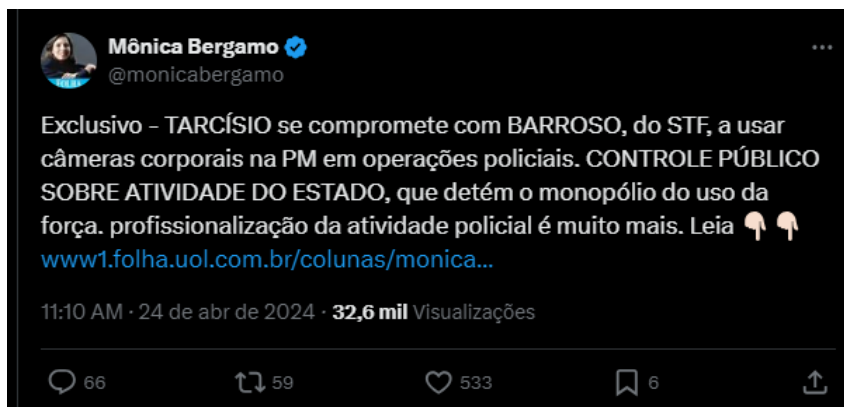 Mônica Bergamo
@monicabergamo
Exclusivo - TARCÍSIO se compromete com BARROSO, do STF, a usar
câmeras corporais na PM em operações policiais. CONTROLE PÚBLICO
SOBRE ATIVIDADE DO ESTADO, que detém o monopólio do uso da
força. profissionalização da atividade policial é muito mais. Leia 👇🏻 👇🏻
www1.folha.uol.com.br/colunas/monica...
11:10 AM · 24 de abr de 2024 · 32,6 mil Visualizações
66 59 533 6